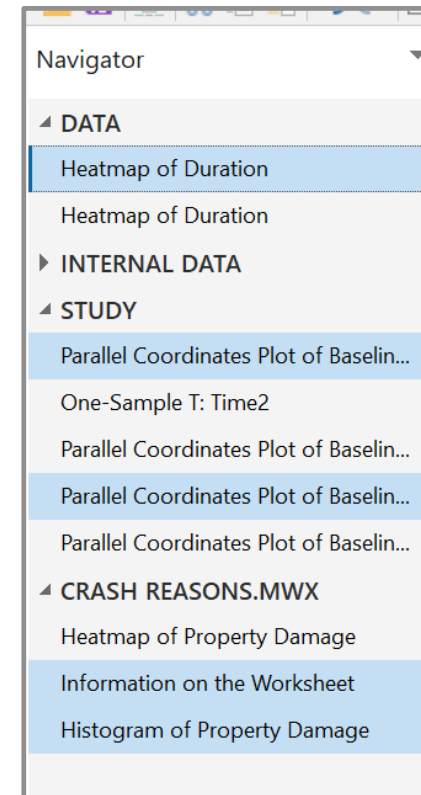 Navigator
DATA
Heatmap of Duration
Heatmap of Duration
INTERNAL DATA
STUDY
Parallel Coordinates Plot of Baselin...
One-Sample T: Time2
Parallel Coordinates Plot of Baselin...
Parallel Coordinates Plot of Baselin...
Parallel Coordinates Plot of Baselin...
CRASH REASONS.MWX
Heatmap of Property Damage
Information on the Worksheet
Histogram of Property Damage